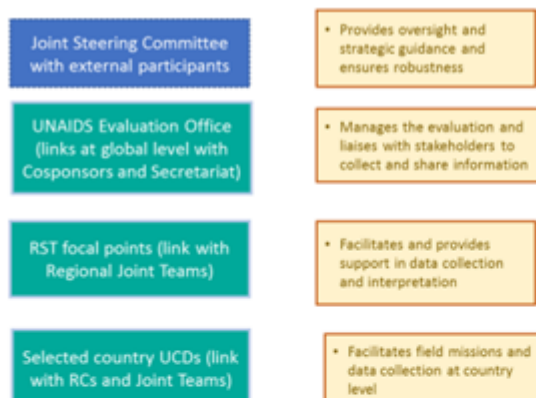 Joint Steering Committee
with external participants
• Provides oversight and
strategic guidance and
ensures robustness
UNAIDS Evaluation Office
(links at global level with
Cosponsors and Secretariat)
• Manages the evaluation and
liaises with stakeholders to
collect and share information
RST focal points (link with
Regional Joint Teams)
• Facilitates and provides
support in data collection
and interpretation
Selected country UCDs (link
with RCs and Joint Teams)
• Facilitates field missions and
data collection at country
level